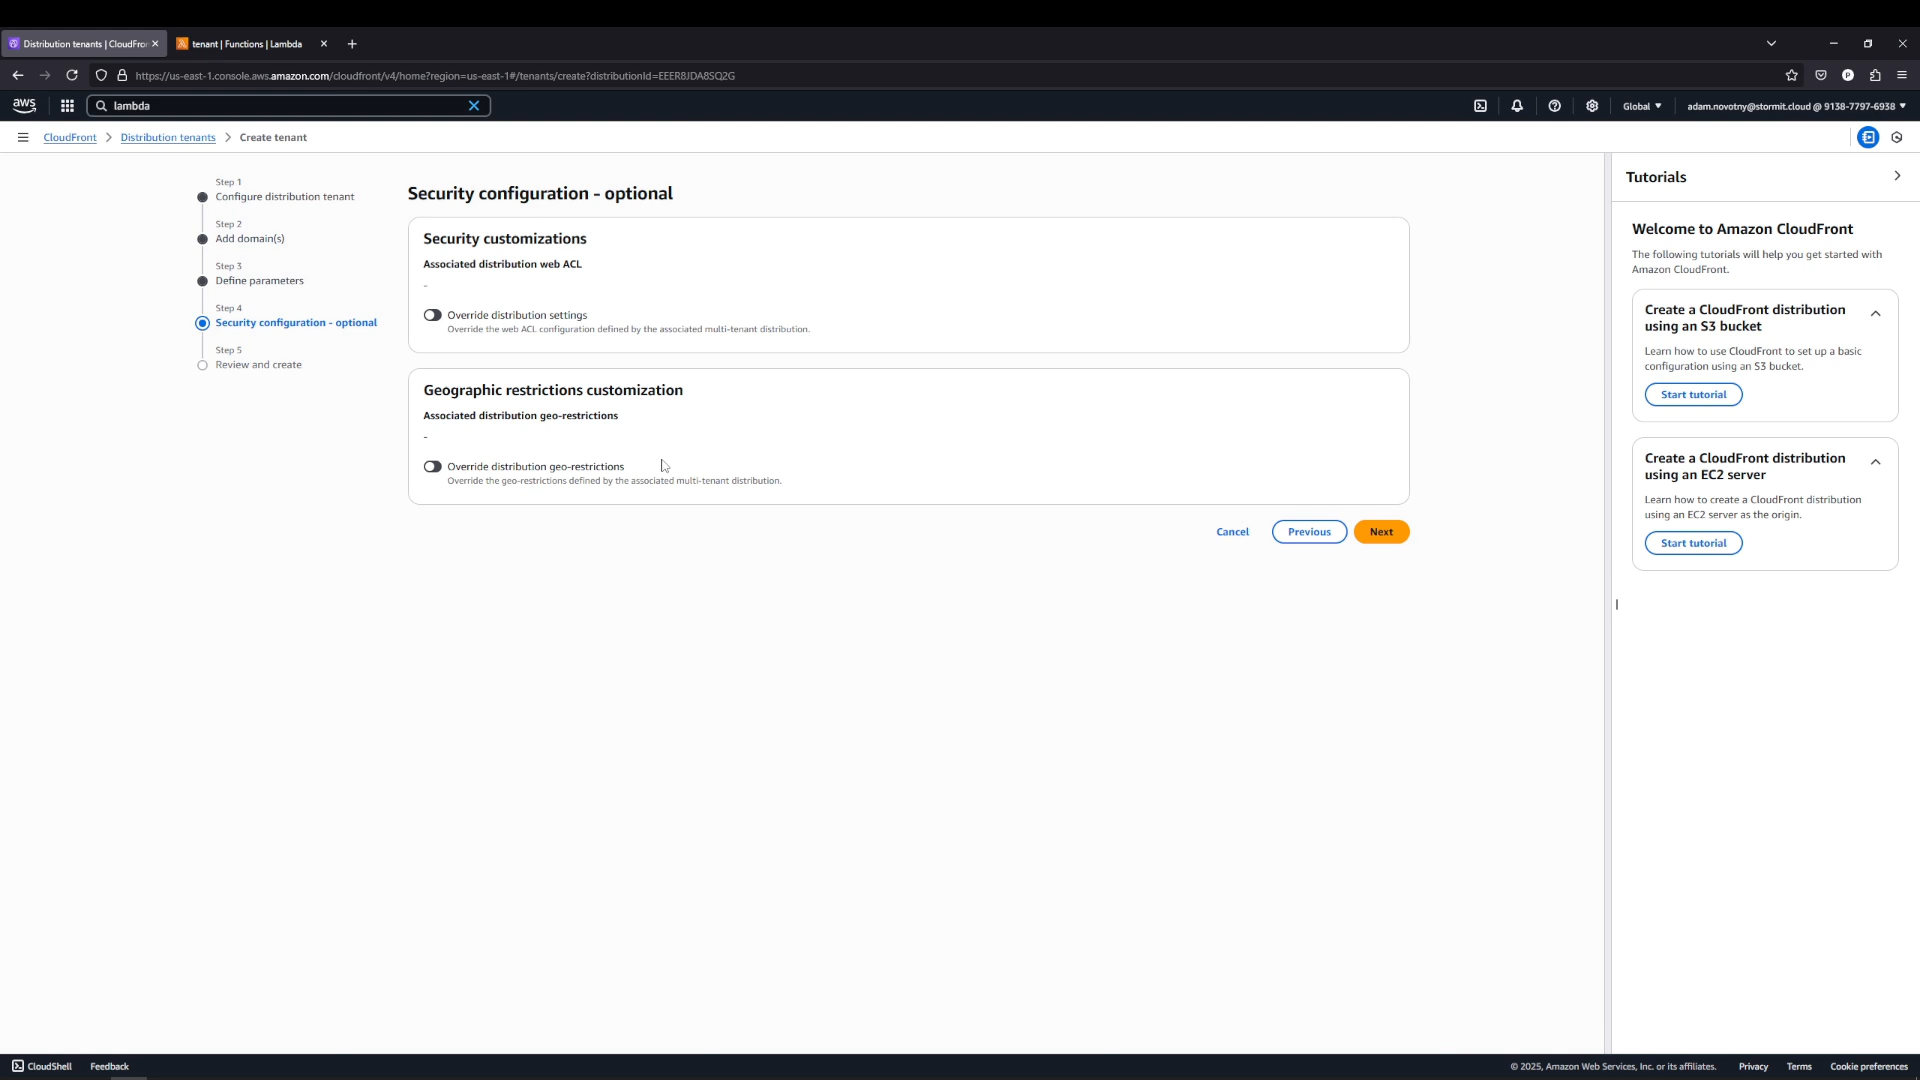 Distribution tenants | CloudFro
tenant | Functions | Lambda
https://us-east-1.console.aws.amazon.com/cloudfront/v4/home?region=us-east-1#/tenants/create?distributionId=EEER8JDA8SQ2G
aws
lambda
Global
adam.novotny@stormit.cloud @ 9138-7797-6938
CloudFront > Distribution tenants > Create tenant
Step 1
Configure distribution tenant
Step 2
Add domain(s)
Step 3
Define parameters
Step 4
Security configuration - optional
Step 5
Review and create
Security configuration - optional
Security customizations
Associated distribution web ACL
-
Override distribution settings
Override the web ACL configuration defined by the associated multi-tenant distribution.
Geographic restrictions customization
Associated distribution geo-restrictions
-
Override distribution geo-restrictions
Override the geo-restrictions defined by the associated multi-tenant distribution.
Cancel
Previous
Next
Tutorials
Welcome to Amazon CloudFront
The following tutorials will help you get started with
Amazon CloudFront.
Create a CloudFront distribution
using an S3 bucket
Learn how to use CloudFront to set up a basic
configuration using an S3 bucket.
Start tutorial
Create a CloudFront distribution
using an EC2 server
Learn how to create a CloudFront distribution
using an EC2 server as the origin.
Start tutorial
CloudShell
Feedback
© 2025, Amazon Web Services, Inc. or its affiliates.
Privacy
Terms
Cookie preferences